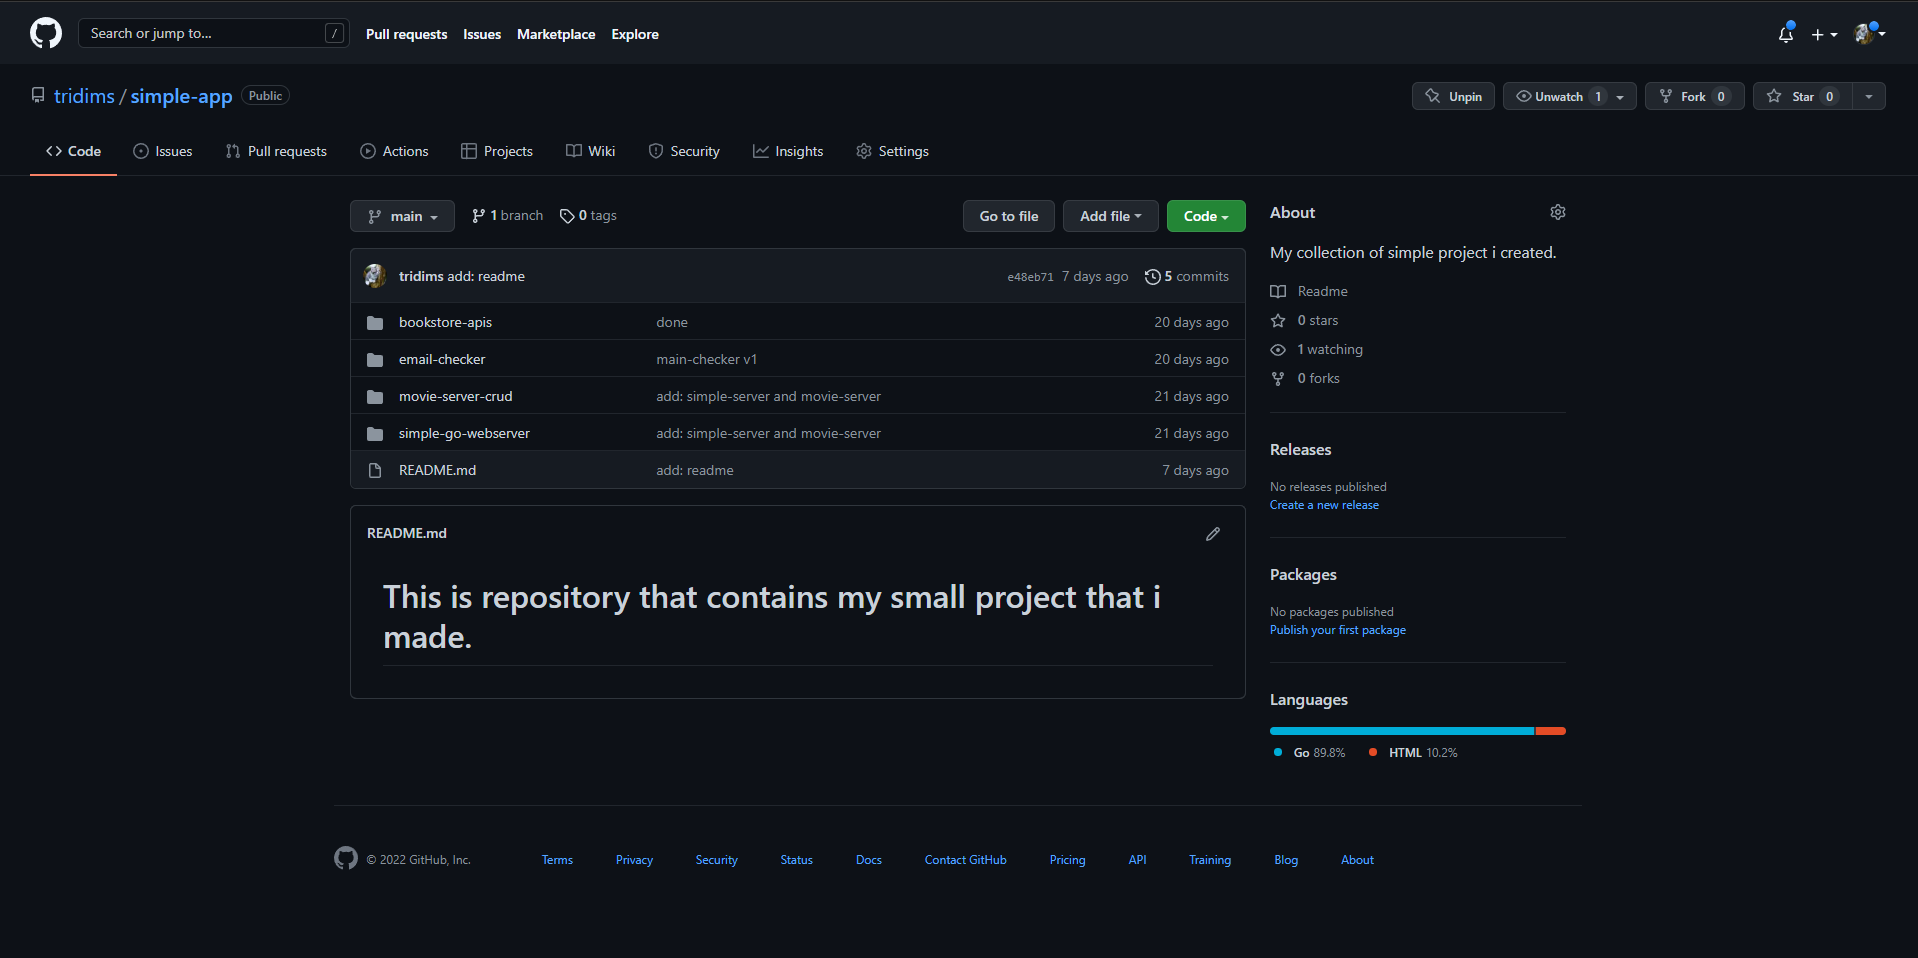 Search or jump to... /
Pull requests Issues Marketplace Explore
tridims / simple-app Public
Unpin Unwatch 1 Fork 0 Star 0
Code Issues Pull requests Actions Projects Wiki Security Insights Settings
main 1 branch 0 tags Go to file Add file Code
tridims add: readme e48eb71 7 days ago 5 commits
bookstore-apis done 20 days ago
email-checker main-checker v1 20 days ago
movie-server-crud add: simple-server and movie-server 21 days ago
simple-go-webserver add: simple-server and movie-server 21 days ago
README.md add: readme 7 days ago
README.md
This is repository that contains my small project that i
made.
About
My collection of simple project i created.
Readme
0 stars
1 watching
0 forks
Releases
No releases published
Create a new release
Packages
No packages published
Publish your first package
Languages
Go 89.8% HTML 10.2%
© 2022 GitHub, Inc. Terms Privacy Security Status Docs Contact GitHub Pricing API Training Blog About